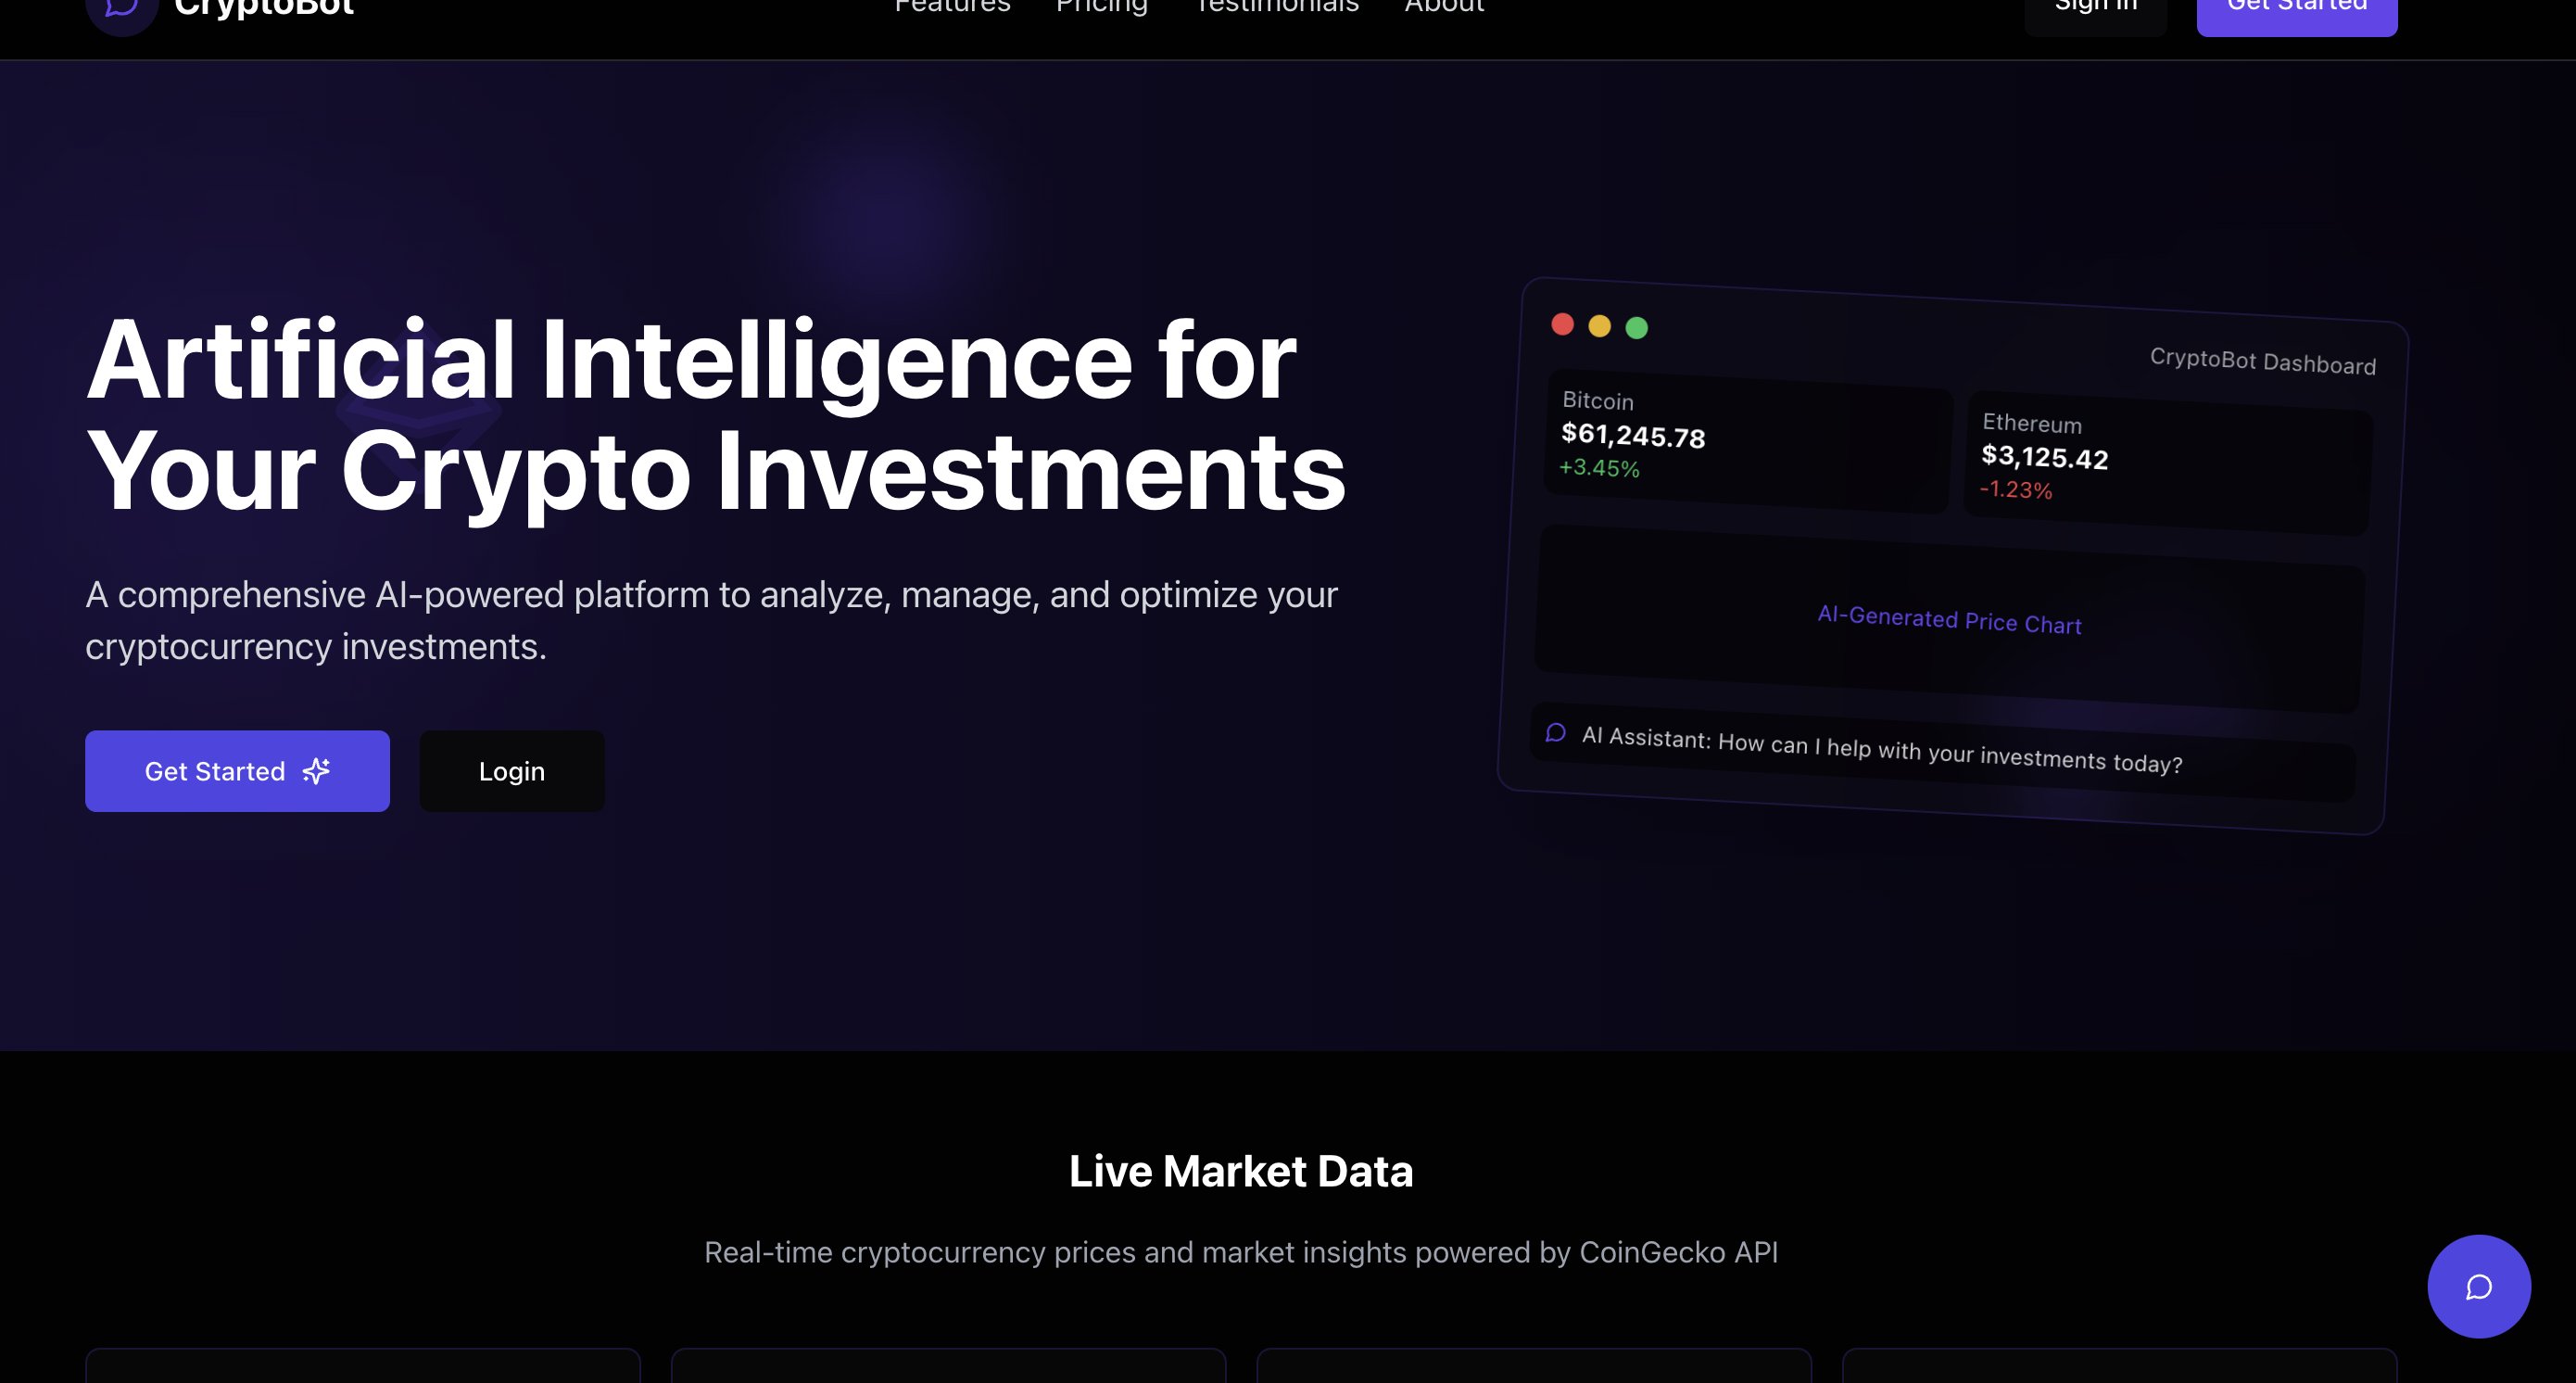 CryptoBot
Features Pricing Testimonials About
Sign In Get Started
Artificial Intelligence for
Your Crypto Investments
A comprehensive AI-powered platform to analyze, manage, and optimize your
cryptocurrency investments.
Get Started
Login
CryptoBot Dashboard
Bitcoin
$61,245.78
+3.45%
Ethereum
$3,125.42
-1.23%
AI-Generated Price Chart
AI Assistant: How can I help with your investments today?
Live Market Data
Real-time cryptocurrency prices and market insights powered by CoinGecko API